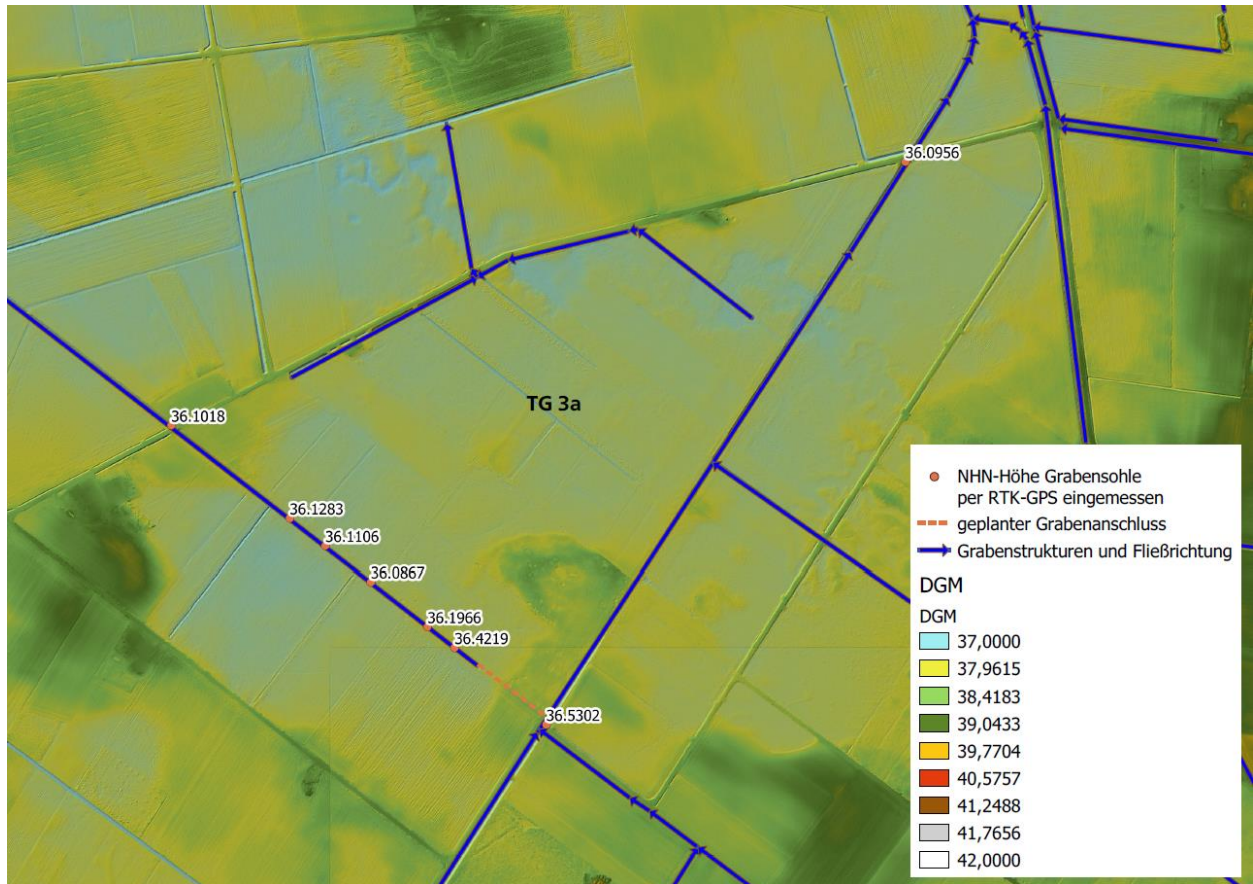 36.0956
TG 3a
36.1018
36.1283
36.1106
36.0867
36.1966
36.4219
36.5302
NHN-Höhe Grabensohle
per RTK-GPS eingemessen
geplanter Grabenanschluss
Grabenstrukturen und Fließrichtung
DGM
DGM
37,0000
37,9615
38,4183
39,0433
39,7704
40,5757
41,2488
41,7656
42,0000